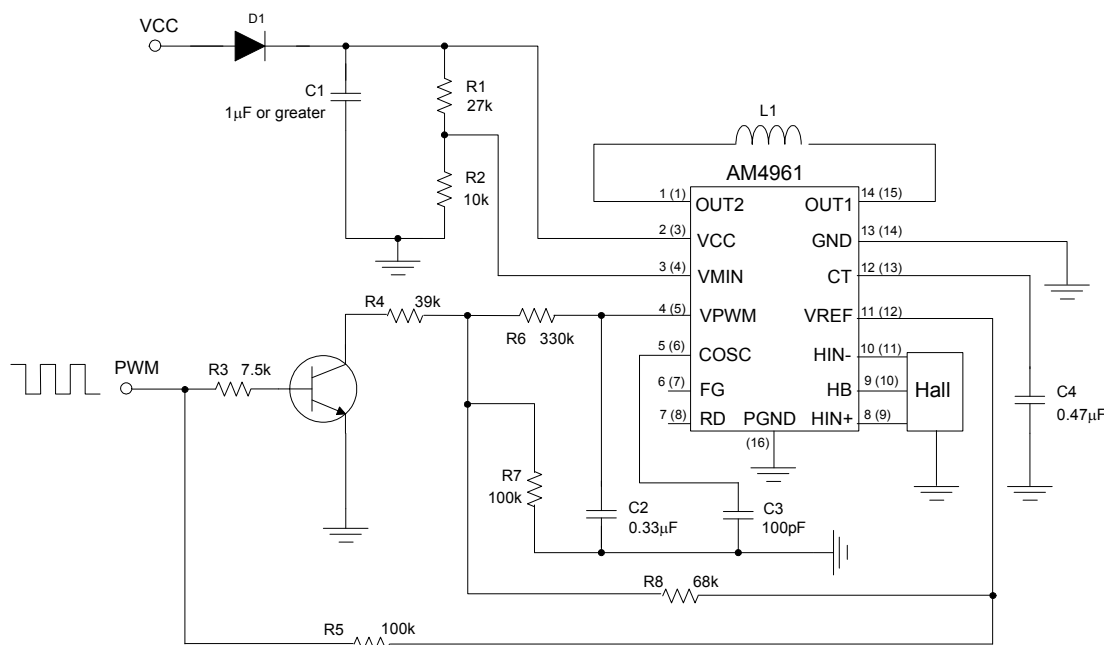 VCC
D1
C1
1μF or greater
R1
27k
R2
10k
L1
AM4961
1 (1)
OUT2
OUT1
14 (15)
2 (3)
VCC
GND
13 (14)
3 (4)
VMIN
CT
12 (13)
4 (5)
VPWM
VREF
11 (12)
5 (6)
COSC
HIN-
10 (11)
6 (7)
FG
HB
9 (10)
7 (8)
RD
PGND
(16)
HIN+
8 (9)
Hall
C4
0.47μF
R4
39k
R6
330k
PWM
R3
7.5k
R7
100k
C2
0.33μF
C3
100pF
R8
68k
R5
100k